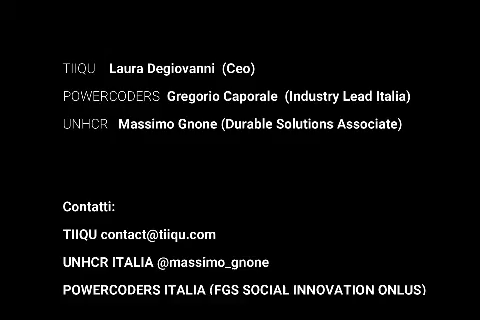 TIIQU Laura Degiovanni (Ceo)
POWERCODERS Gregorio Caporale (Industry Lead Italia)
UNHCR Massimo Gnone (Durable Solutions Associate)
Contatti:
TIIQU contact@tiiqu.com
UNHCR ITALIA @massimo_gnone
POWERCODERS ITALIA (FGS SOCIAL INNOVATION ONLUS)